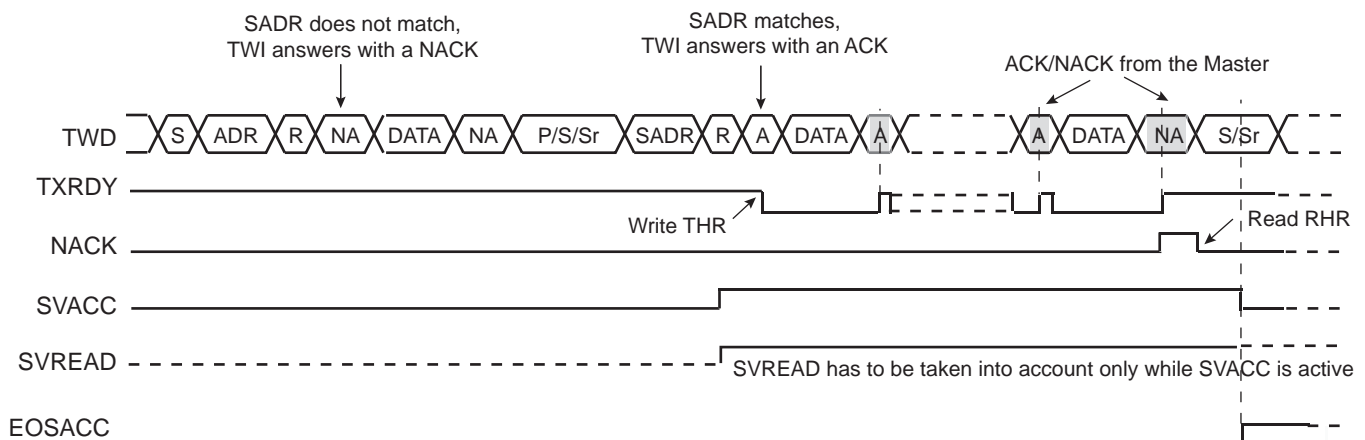 SADR does not match,
TWI answers with a NACK
SADR matches,
TWI answers with an ACK
ACK/NACK from the Master
TWD S ADR R NA DATA NA P/S/Sr SADR R A DATA A A DATA NA S/Sr
TXRDY
Write THR
Read RHR
NACK
SVACC
SVREAD
SVREAD has to be taken into account only while SVACC is active
EOSACC